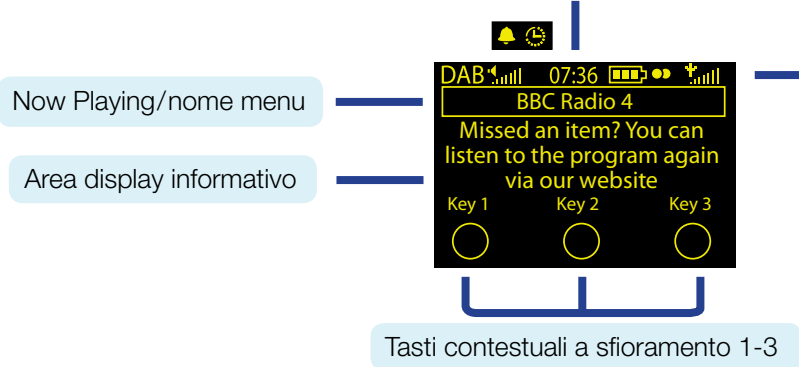 DAB 07:36
Now Playing/nome menu
BBC Radio 4
Missed an item? You can
listen to the program again
via our website
Area display informativo
Key 1 Key 2 Key 3
Tasti contestuali a sfioramento 1-3